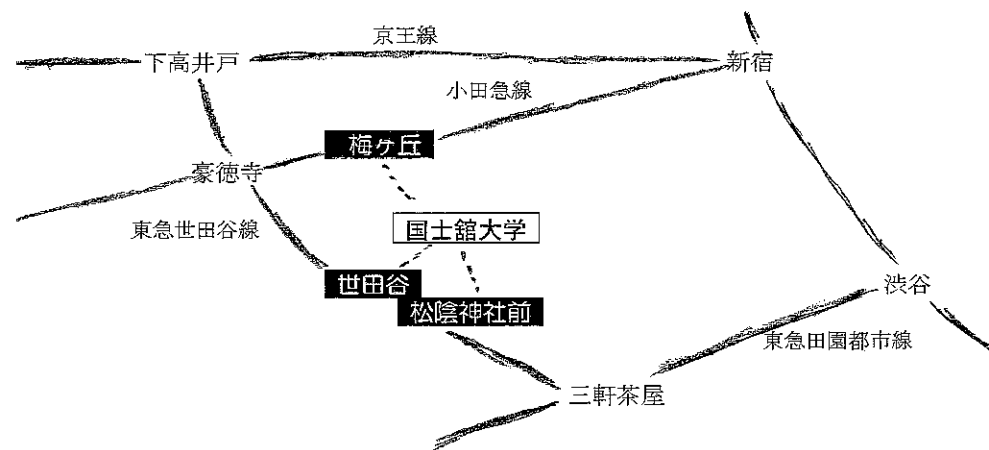 京王線
下高井戸
新宿
小田急線
梅ヶ丘
豪徳寺
東急世田谷線
国士舘大学
世田谷
松陰神社前
渋谷
東急田園都市線
三軒茶屋